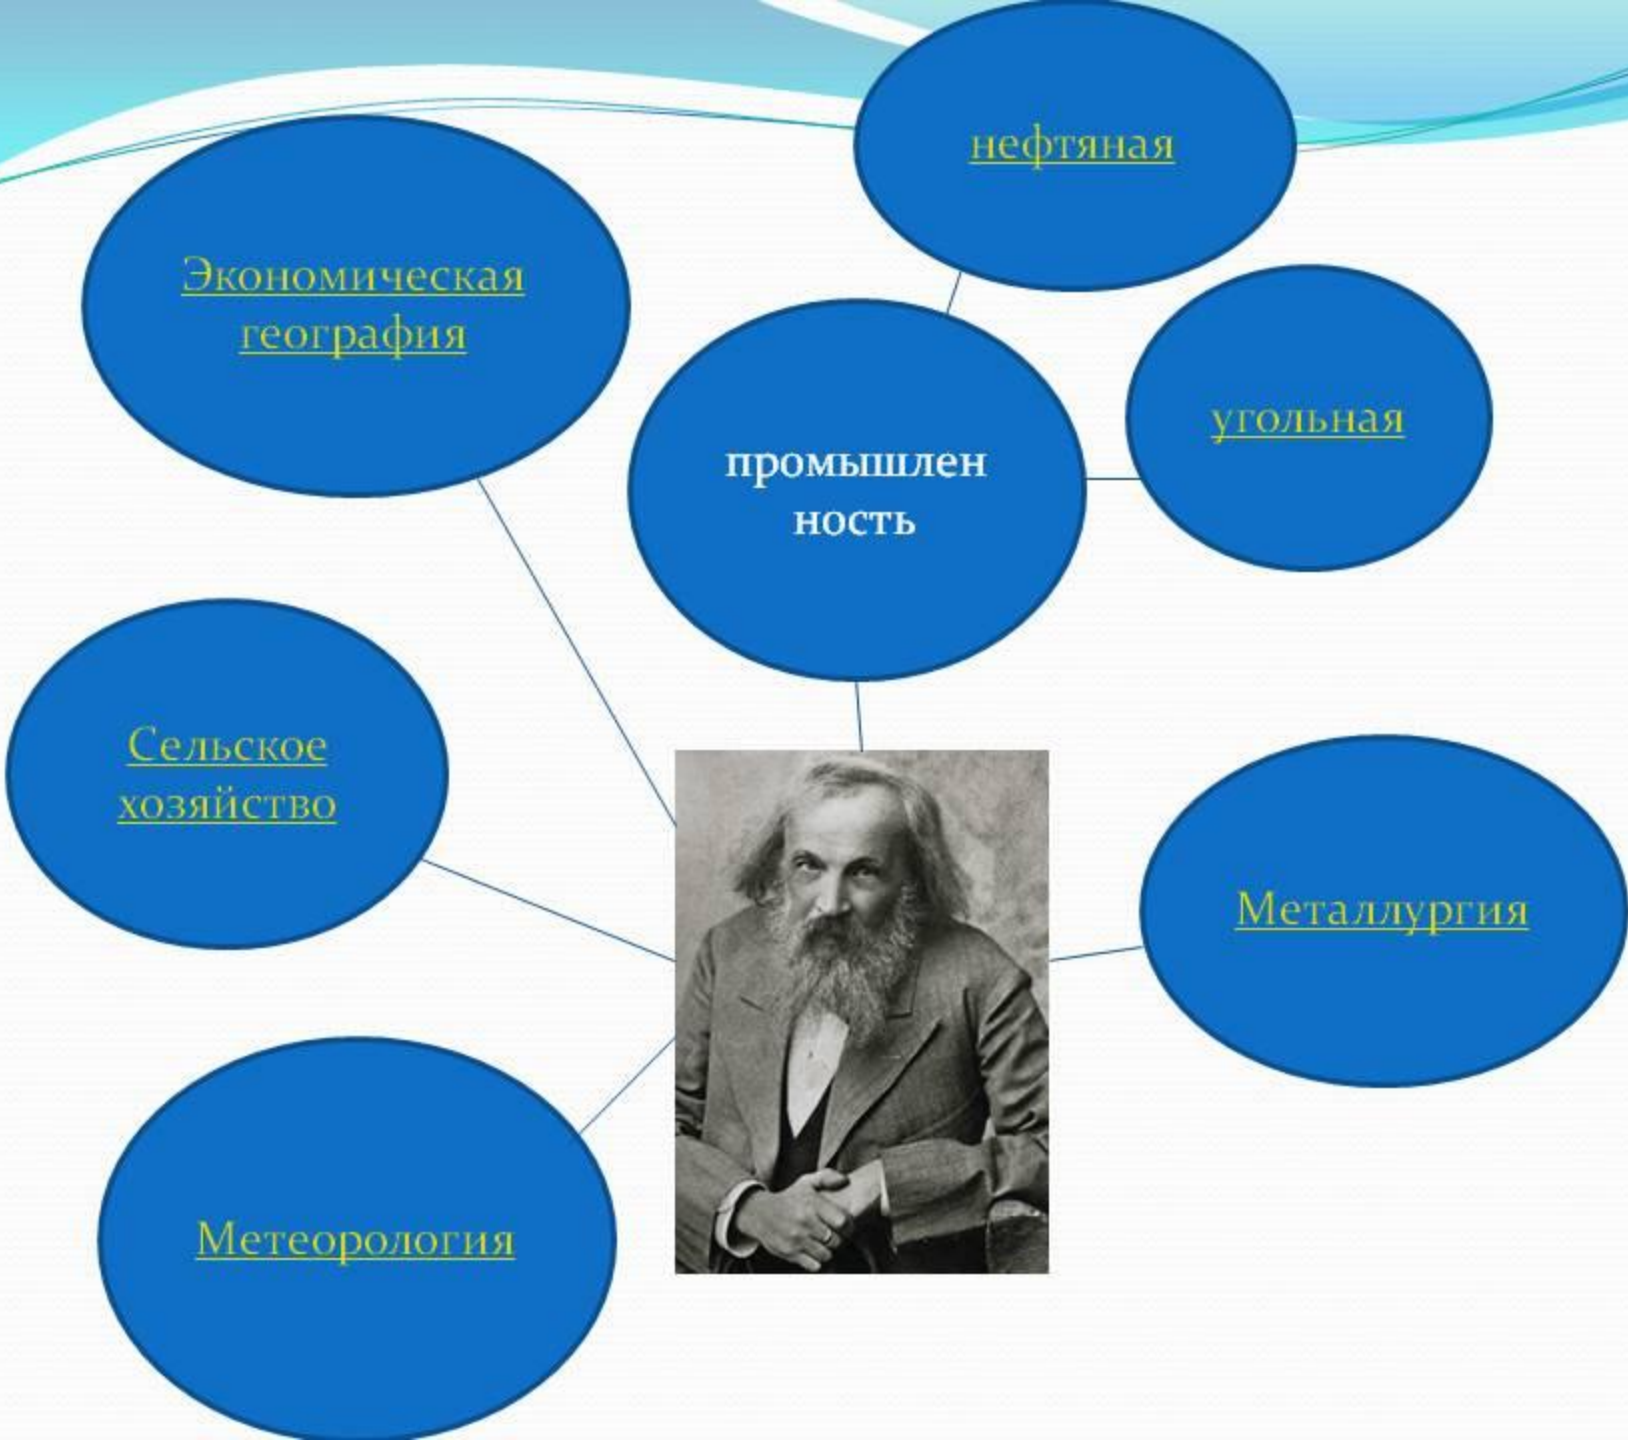 нефтяная
Экономическая
география
угольная
промышлен
ность
Сельское
хозяйство
Металлургия
Метеорология